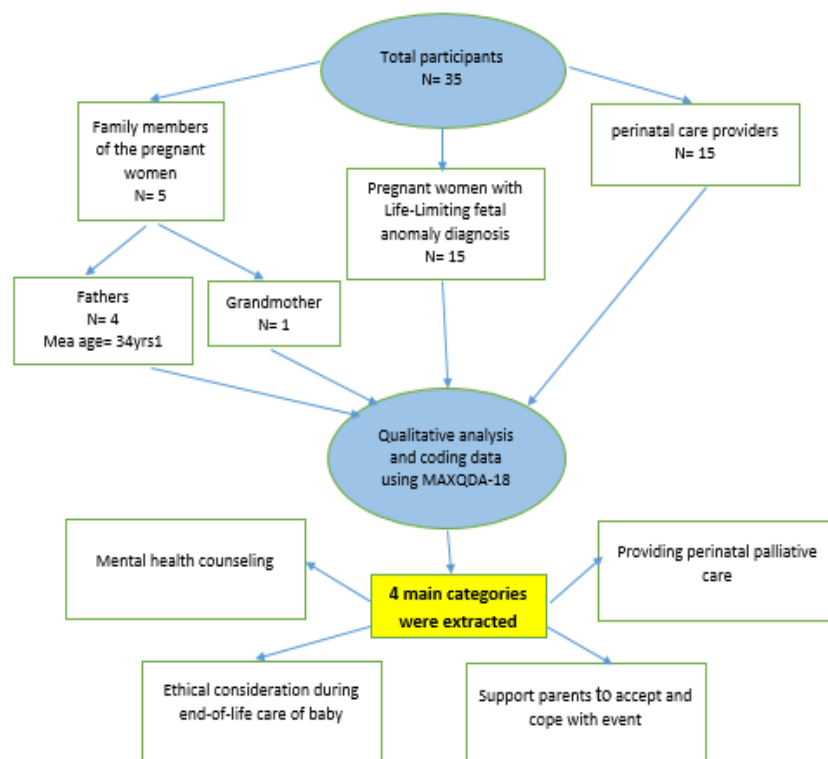 Total participants
N= 35
Family members
of the pregnant
women
N= 5
Pregnant women with
Life-Limiting fetal
anomaly diagnosis
N= 15
perinatal care providers
N= 15
Fathers
N= 4
Mea age= 34yrs1
Grandmother
N= 1
Qualitative analysis
and coding data
using MAXQDA-18
Mental health counseling
Providing perinatal palliative
care
4 main categories
were extracted
Ethical consideration during
end-of-life care of baby
Support parents to accept and
cope with event